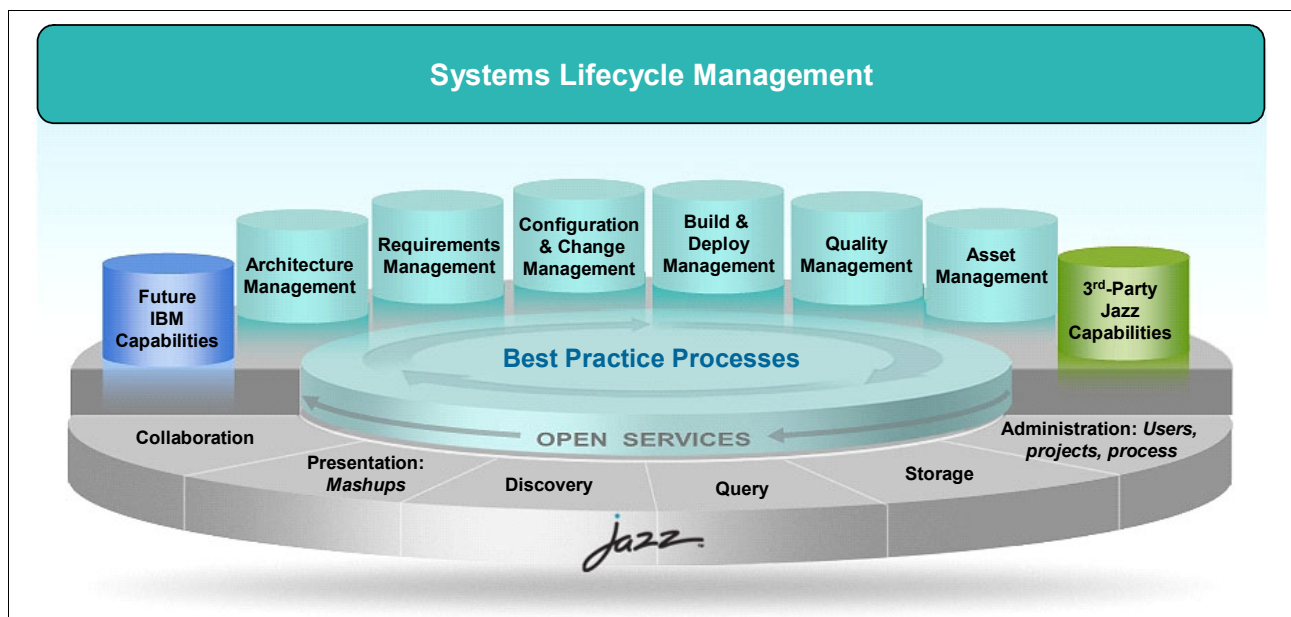 Systems Lifecycle Management
Future
IBM
Capabilities
Architecture
Management
Requirements
Management
Configuration
& Change
Management
Build &
Deploy
Management
Quality
Management
Asset
Management
3rd-Party
Jazz
Capabilities
Best Practice Processes
OPEN SERVICES
Collaboration
Presentation:
Mashups
Discovery
Query
Storage
Administration: Users,
projects, process
jazz™